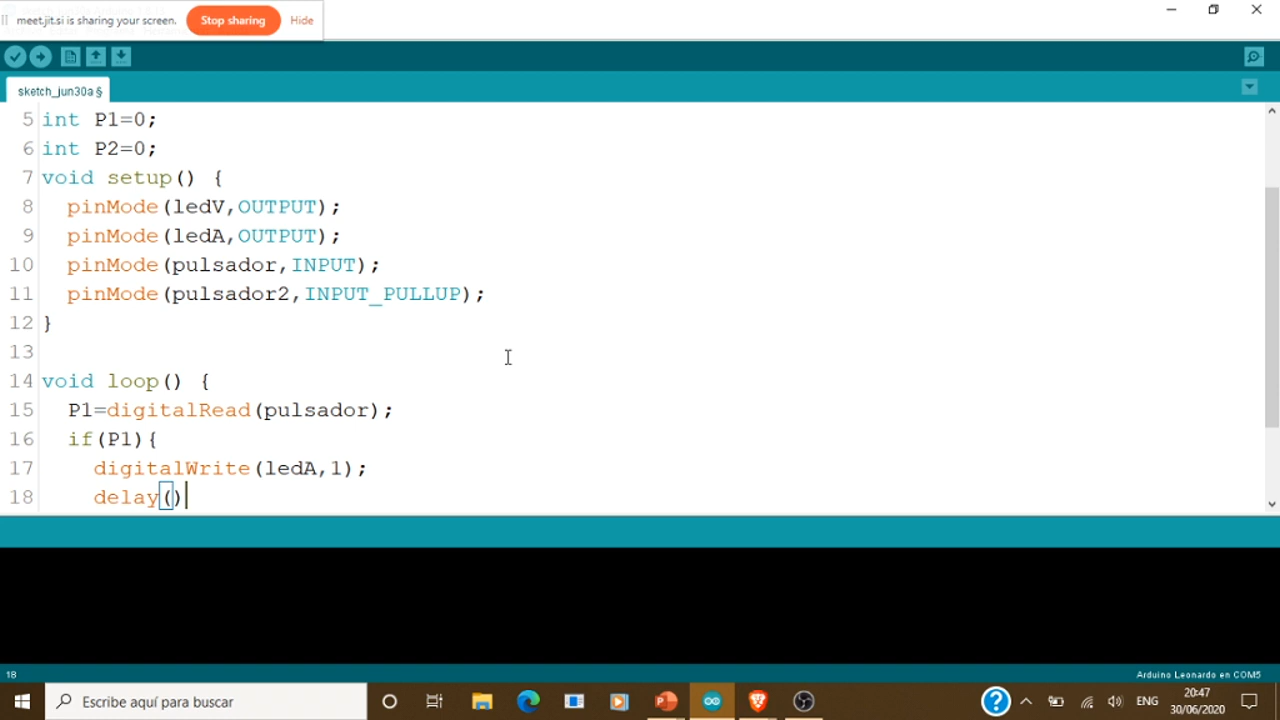 meet.jit.si is sharing your screen. Stop sharing Hide
sketch_jun30a §
5 int P1=0;
6 int P2=0;
7 void setup() {
8 pinMode(ledV,OUTPUT);
9 pinMode(ledA,OUTPUT);
10 pinMode(pulsador,INPUT);
11 pinMode(pulsador2,INPUT_PULLUP);
12 }
13
14 void loop() {
15 P1=digitalRead(pulsador);
16 if(P1){
17 digitalWrite(ledA,1);
18 delay()
18 Arduino Leonardo en COM5
Escribe aquí para buscar
ENG
20:47
30/06/2020